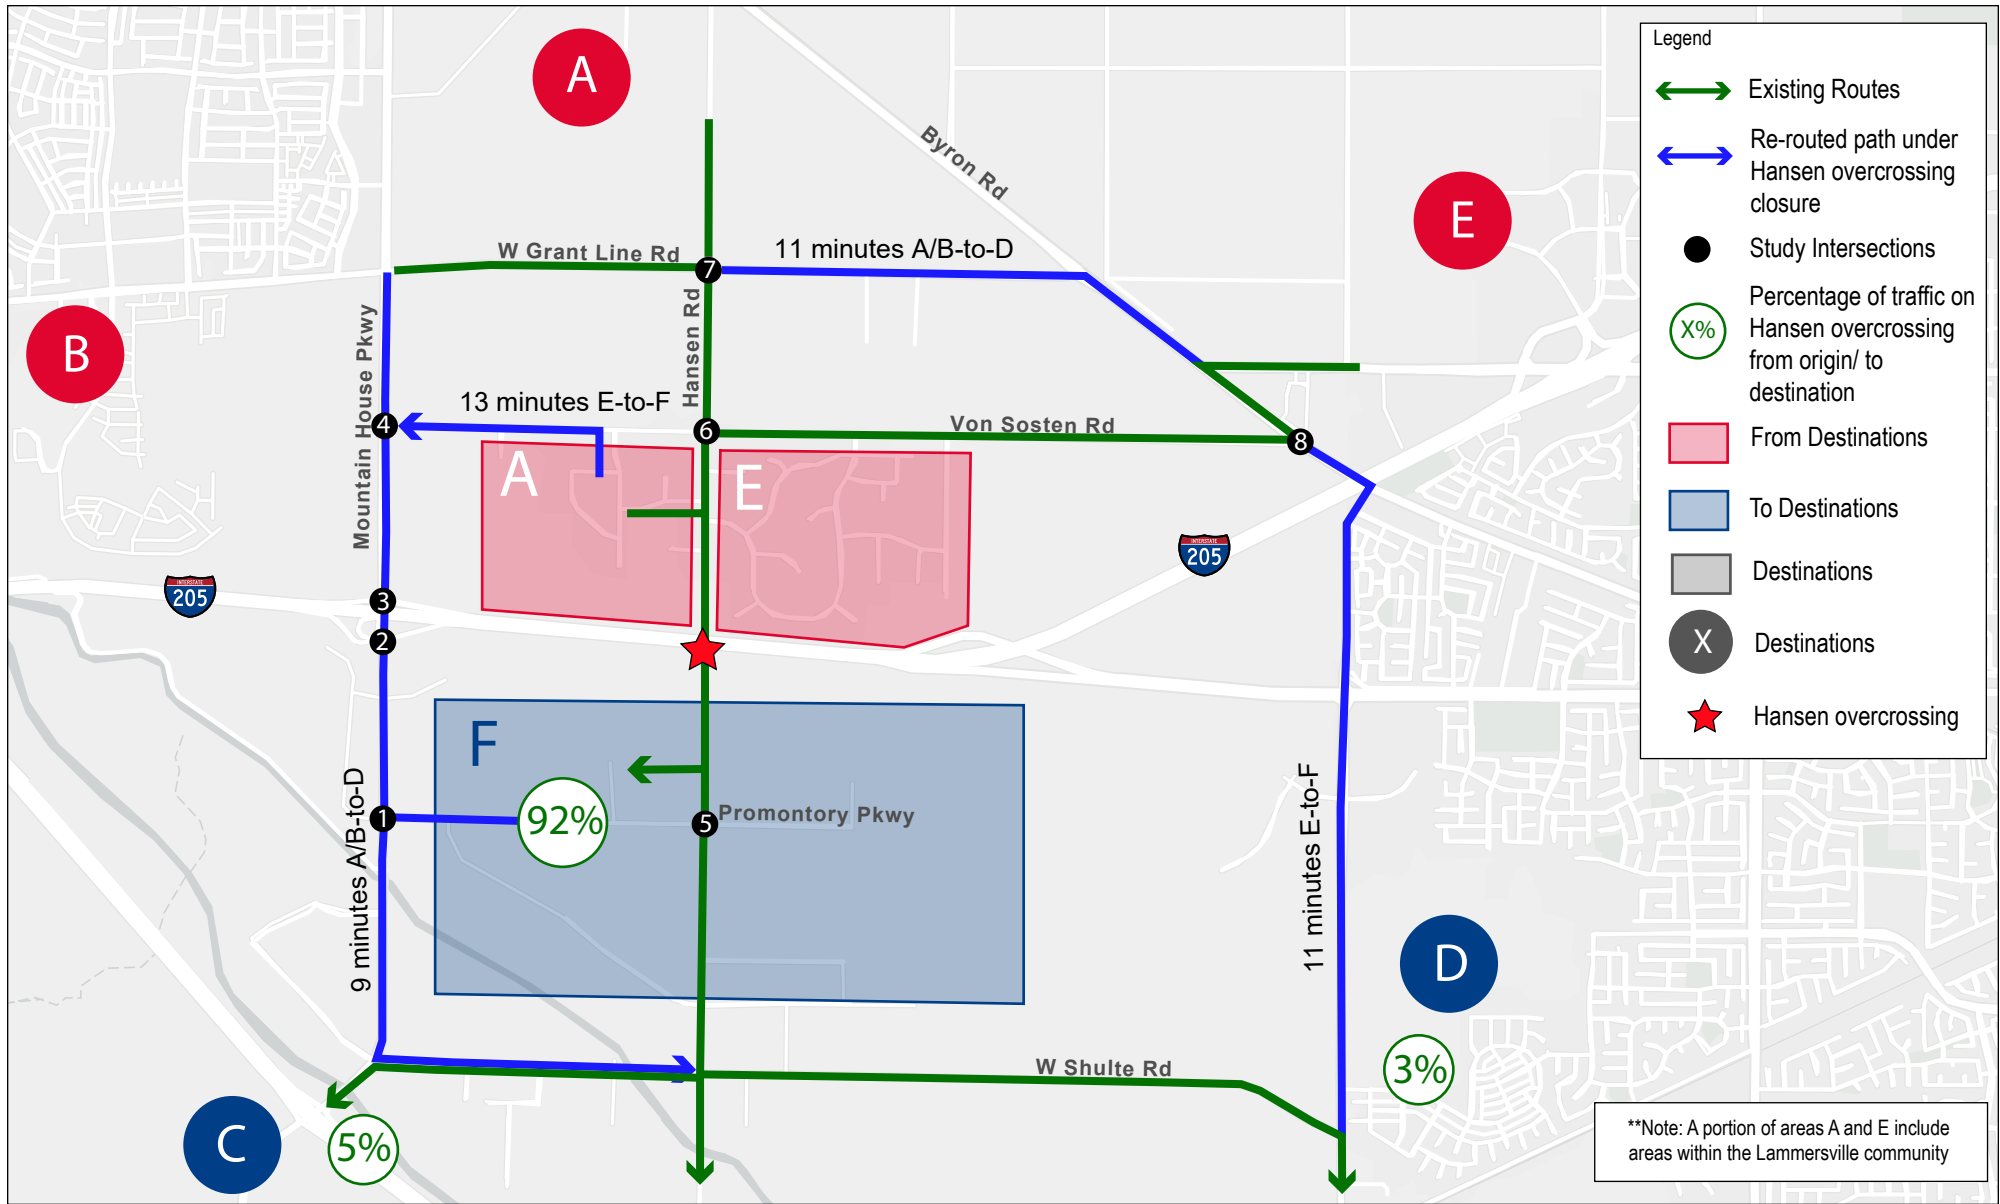 A
Byron Rd
E
W Grant Line Rd
7
11 minutes A/B-to-D
B
Mountain House Pkwy
Hansen Rd
13 minutes E-to-F
4
6
Von Sosten Rd
8
A
E
INTERSTATE
205
INTERSTATE
205
3
2
F
92%
1
5
Promontory Pkwy
9 minutes A/B-to-D
11 minutes E-to-F
D
W Shulte Rd
3%
C
5%
Legend
Existing Routes
Re-routed path under
Hansen overcrossing
closure
Study Intersections
X%
Percentage of traffic on
Hansen overcrossing
from origin/ to
destination
From Destinations
To Destinations
Destinations
X
Destinations
Hansen overcrossing
**Note: A portion of areas A and E include
areas within the Lammersville community